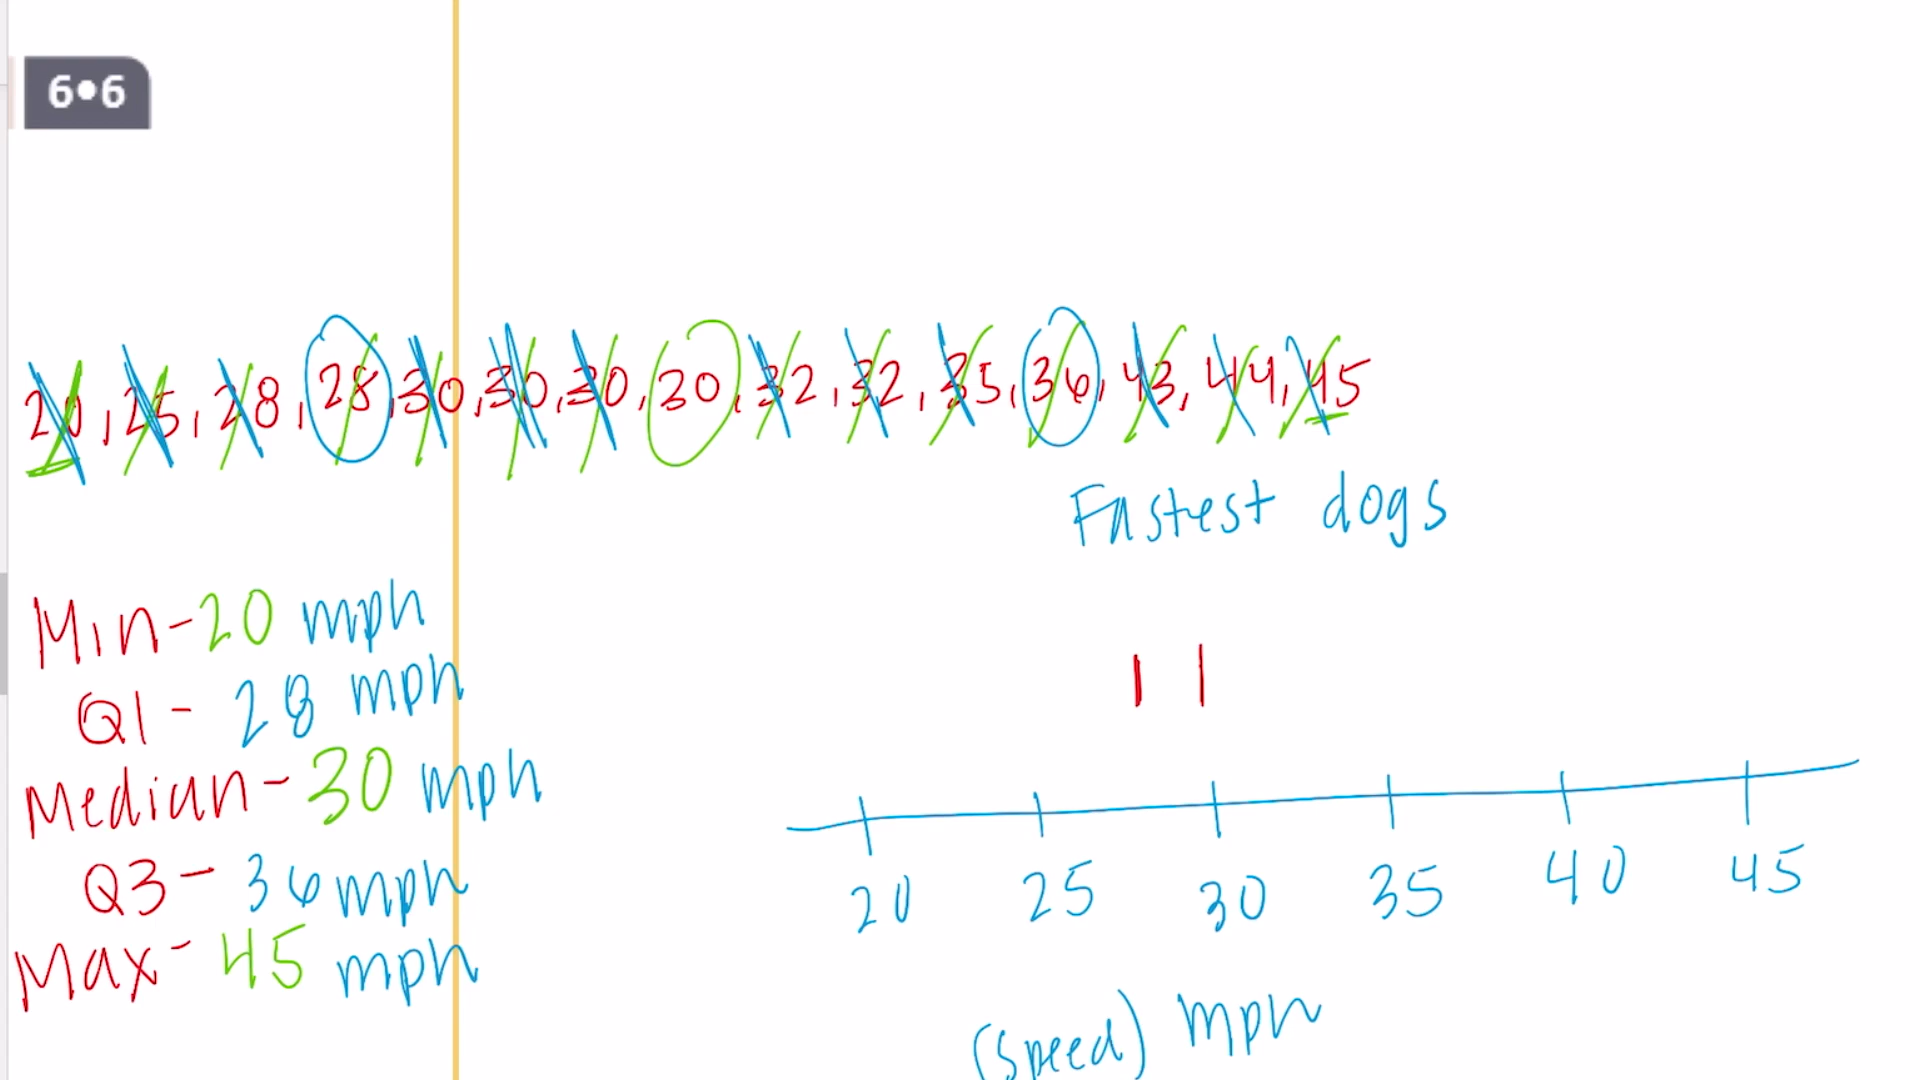 6•6
20, 25, 28, 28, 30, 30, 30, 30, 32, 32, 35, 36, 43, 44, 45
Fastest dogs
Min-20 mph
Q1- 28 mph
Median- 30 mph
Q3- 36 mph
Max- 45 mph
20 25 30 35 40 45
(speed) mph